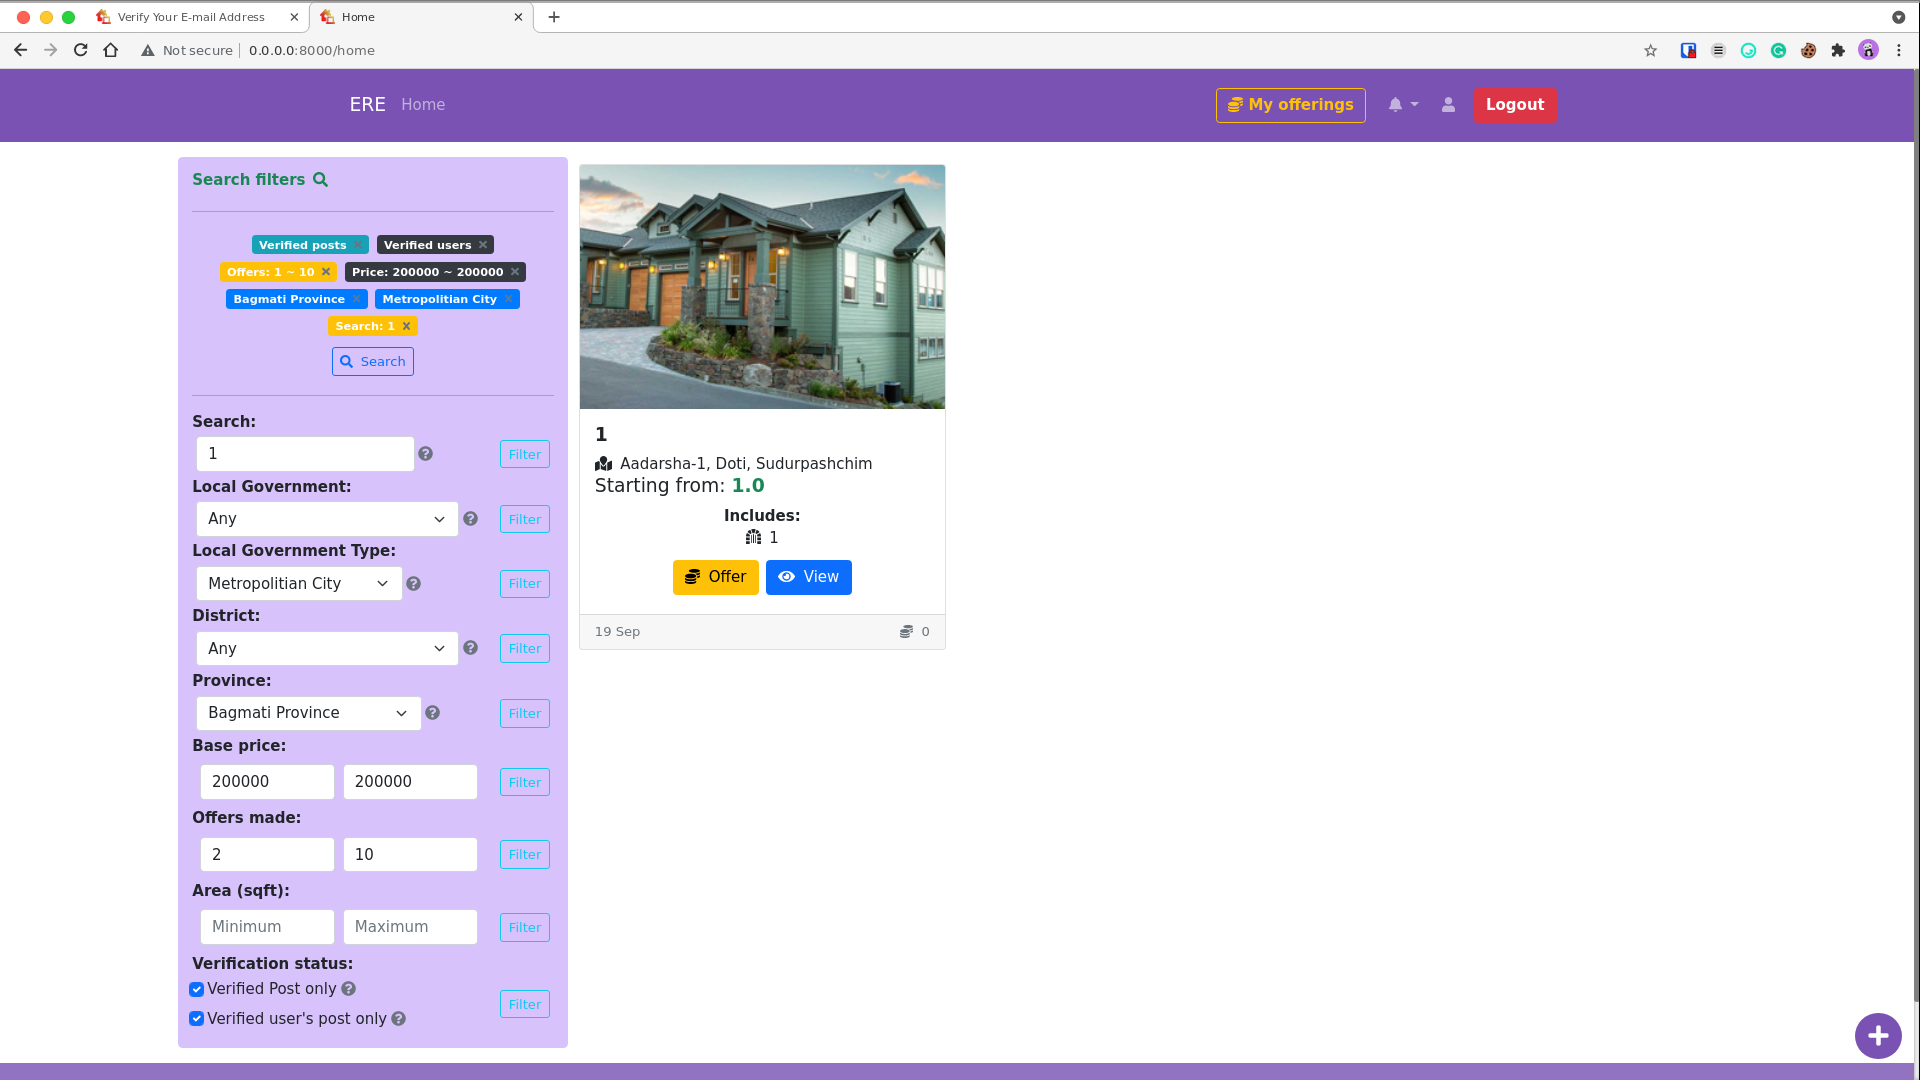 Verify Your E-mail Address
Home
Not secure
0.0.0.0:8000/home
ERE
Home
My offerings
Logout
Search filters
Verified posts
Verified users
Offers: 1 ~ 10
Price: 200000 ~ 200000
Bagmati Province
Metropolitian City
Search: 1
Search
Search:
1
Filter
Local Government:
Any
Filter
Local Government Type:
Metropolitian City
Filter
District:
Any
Filter
Province:
Bagmati Province
Filter
Base price:
200000
200000
Filter
Offers made:
2
10
Filter
Area (sqft):
Minimum
Maximum
Filter
Verification status:
Verified Post only
Verified user's post only
Filter
1
Aadarsha-1, Doti, Sudurpashchim
Starting from: 1.0
Includes:
1
Offer
View
19 Sep
0